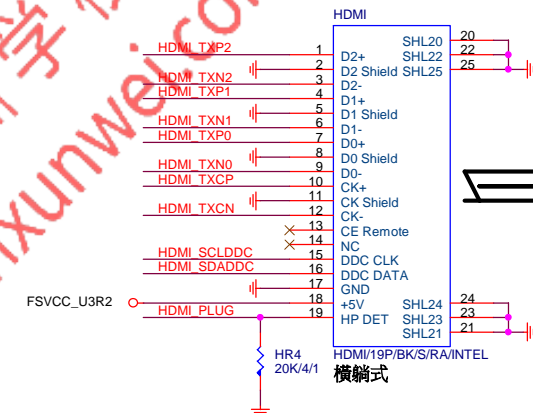 HDMI
HDMI_TXP2 1 D2+ SHL20 20
2 D2 Shield SHL22 22
HDMI_TXN2 3 D2- SHL25 25
HDMI_TXP1 4 D1+
5 D1 Shield
HDMI_TXN1 6 D1-
HDMI_TXP0 7 D0+
8 D0 Shield
HDMI_TXN0 9 D0-
HDMI_TXCP 10 CK+
11 CK Shield
HDMI_TXCN 12 CK-
13 CE Remote
14 NC
HDMI_SCLDDC 15 DDC CLK
HDMI_SDADDC 16 DDC DATA
17 GND
FSVCC_U3R2 18 +5V SHL24 24
HDMI_PLUG 19 HP DET SHL23 23
SHL21 21
HR4
20K/4/1
HDMI/19P/BK/S/RA/INTEL
橫躺式
xunwei.co